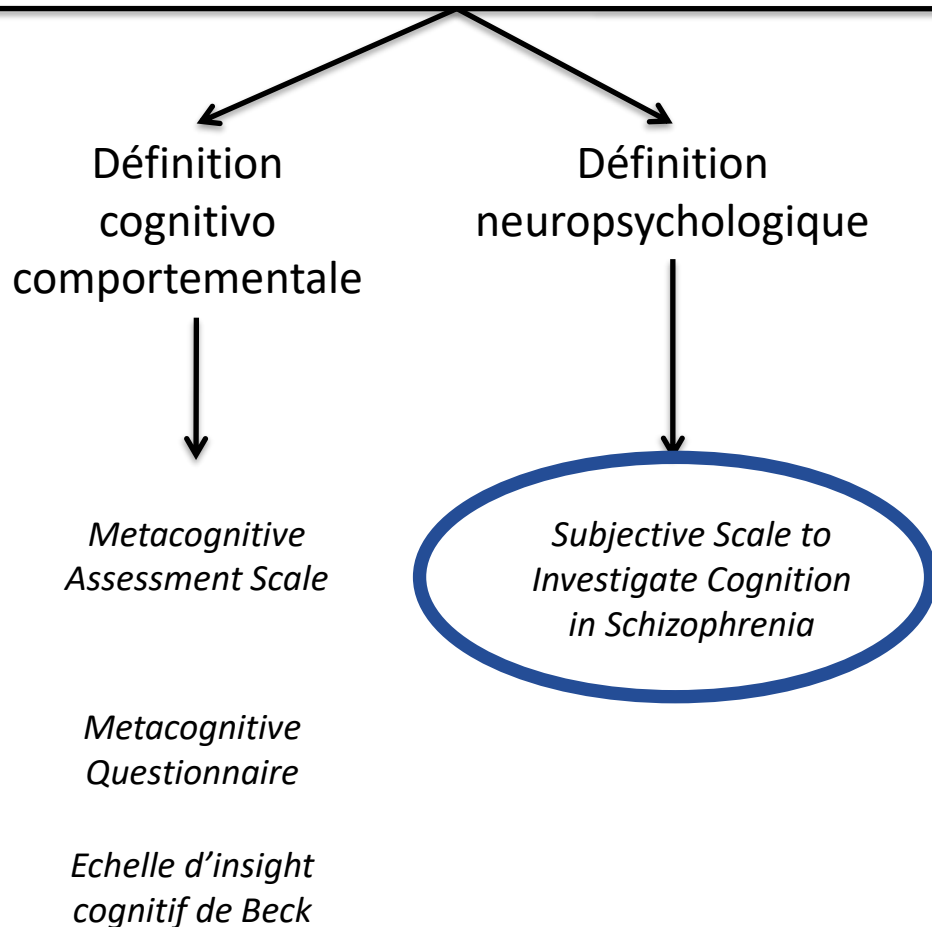 Définition
cognitivo
comportementale
Définition
neuropsychologique
Metacognitive
Assessment Scale
Subjective Scale to
Investigate Cognition
in Schizophrenia
Metacognitive
Questionnaire
Echelle d’insight
cognitif de Beck